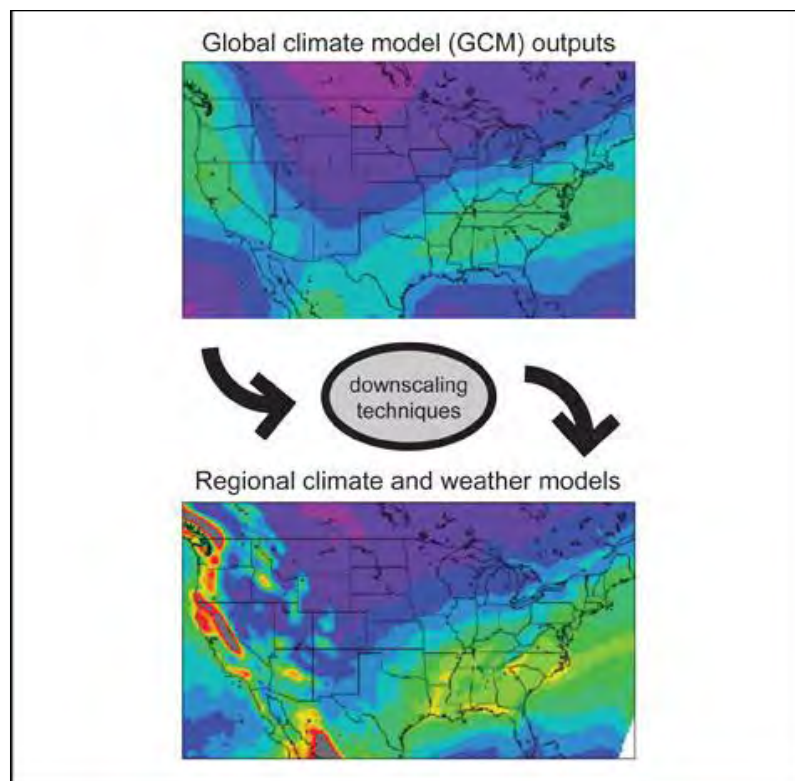 Global climate model (GCM) outputs
downscaling
techniques
Regional climate and weather models